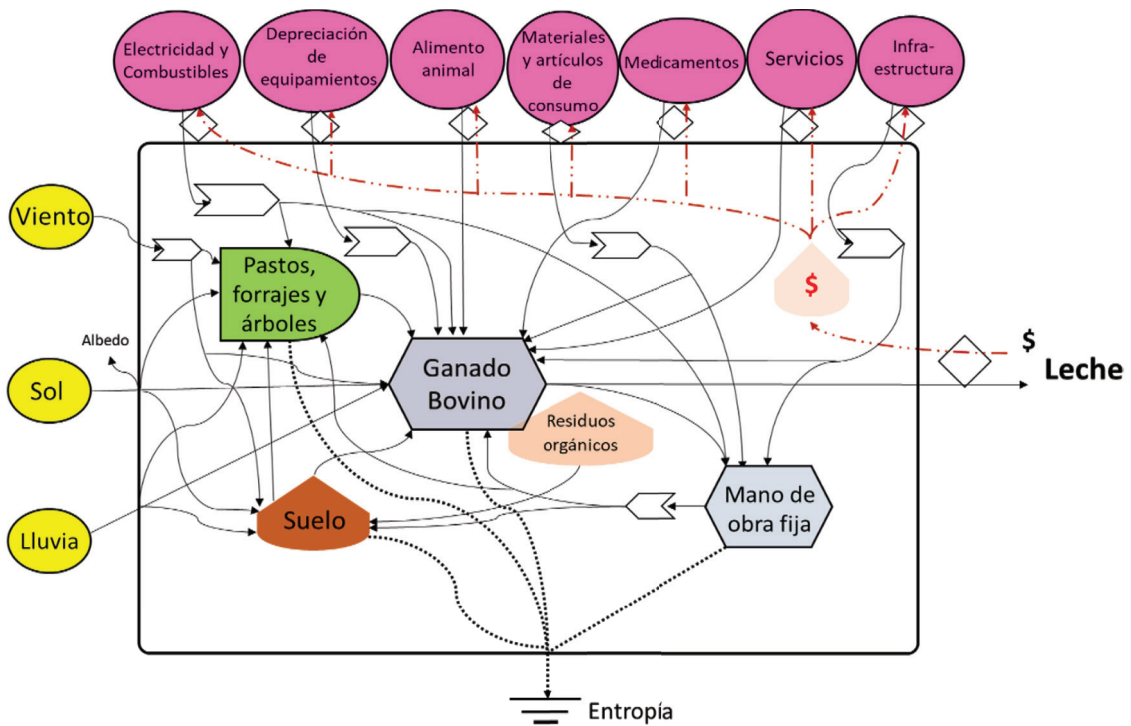 Electricidad y
Combustibles
Depreciación
de
equipamientos
Alimento
animal
Materiales
y artículos
de
consumo
Medicamentos
Servicios
Infra-
estructura
Viento
Pastos,
forrajes y
árboles
$
Albedo
Sol
Ganado
Bovino
$
Leche
Residuos
orgánicos
Lluvia
Suelo
Mano de
obra fija
Entropía